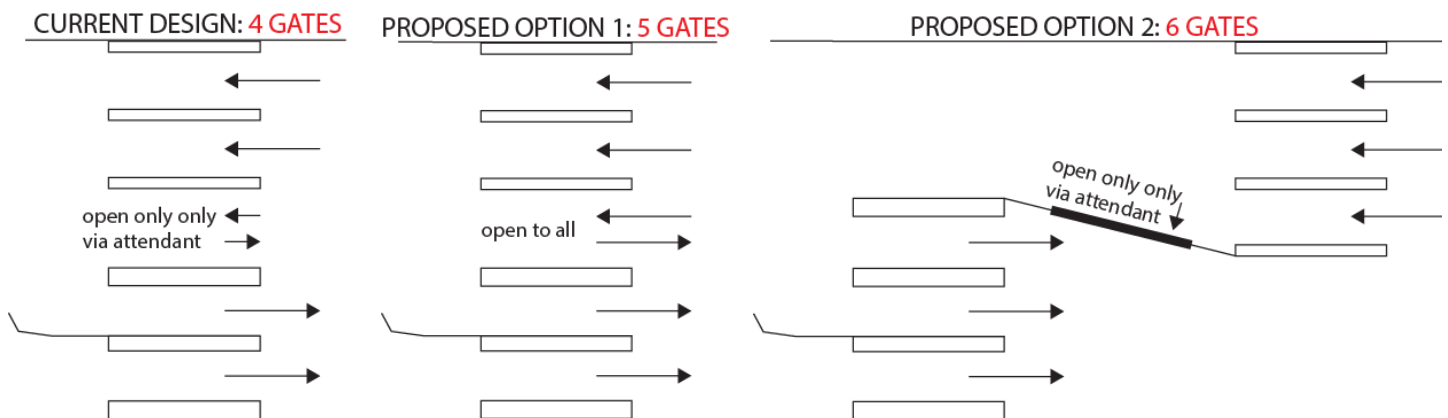 CURRENT DESIGN: 4 GATES
open only only
via attendant
PROPOSED OPTION 1: 5 GATES
open to all
PROPOSED OPTION 2: 6 GATES
open only only
via attendant